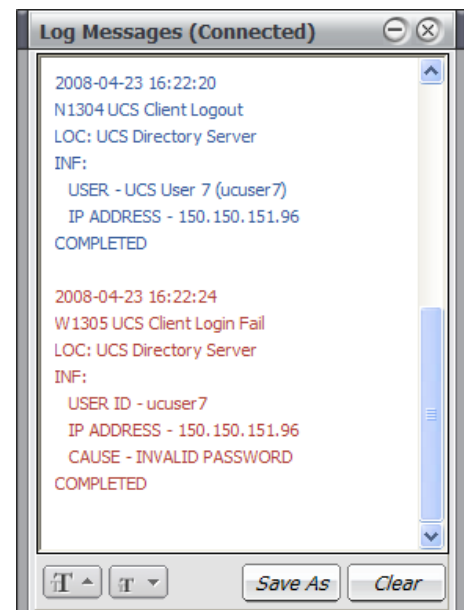 Log Messages (Connected)
2008-04-23 16:22:20
N1304 UCS Client Logout
LOC: UCS Directory Server
INF:
USER - UCS User 7 (ucuser7)
IP ADDRESS - 150.150.151.96
COMPLETED
2008-04-23 16:22:24
W1305 UCS Client Login Fail
LOC: UCS Directory Server
INF:
USER ID - ucuser7
IP ADDRESS - 150.150.151.96
CAUSE - INVALID PASSWORD
COMPLETED
T T Save As Clear